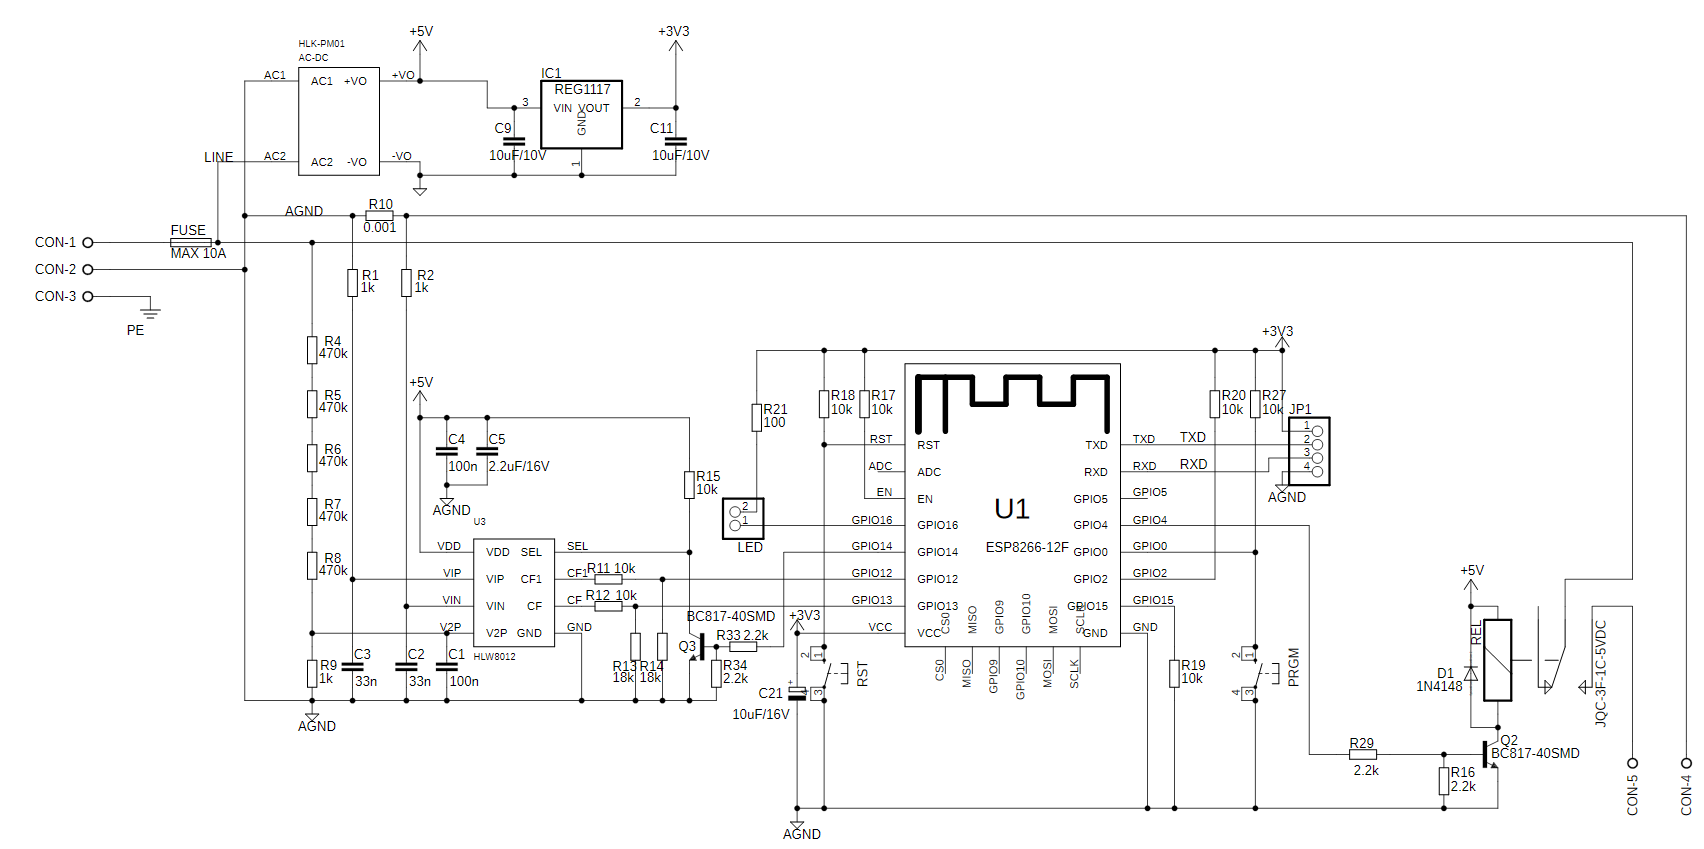 HLK-PM01
AC-DC
+5V
+3V3
AC1
AC1
+VO
+VO
IC1
REG1117
3
VIN
VOUT
2
GND
1
C9
10uF/10V
C11
10uF/10V
LINE
AC2
AC2
-VO
-VO
AGND
R10
0.001
CON-1
FUSE
MAX 10A
CON-2
CON-3
PE
R1
1k
R2
1k
R4
470k
R5
470k
R6
470k
R7
470k
R8
470k
R9
1k
+5V
C4
100n
C5
2.2uF/16V
AGND
U3
VDD
VDD
SEL
SEL
VIP
VIP
CF1
CF1
VIN
VIN
CF
CF
V2P
V2P
GND
GND
HLW8012
R11 10k
R12 10k
C3
33n
C2
33n
C1
100n
AGND
R15
10k
BC817-40SMD
Q3
R33 2.2k
R13
18k
R14
18k
R34
2.2k
LED
2
1
R21
100
R18
10k
R17
10k
+3V3
C21
+
10uF/16V
2
1
4
3
RST
AGND
U1
ESP8266-12F
RST
RST
ADC
ADC
EN
EN
GPIO16
GPIO16
GPIO14
GPIO14
GPIO12
GPIO12
GPIO13
GPIO13
VCC
VCC
CS0
MISO
GPIO9
GPIO10
MOSI
SCLK
CS0
MISO
GPIO9
GPIO10
MOSI
SCLK
TXD
TXD
TXD
RXD
RXD
RXD
GPIO5
GPIO5
GPIO4
GPIO4
GPIO0
GPIO0
GPIO2
GPIO2
GPIO15
GPIO15
GND
GND
+3V3
R20
10k
R27
10k
JP1
1
2
3
4
AGND
R19
10k
2
1
4
3
PRGM
R29
2.2k
R16
2.2k
+5V
REL
D1
1N4148
Q2
BC817-40SMD
JQC-3F-1C-5VDC
CON-5
CON-4